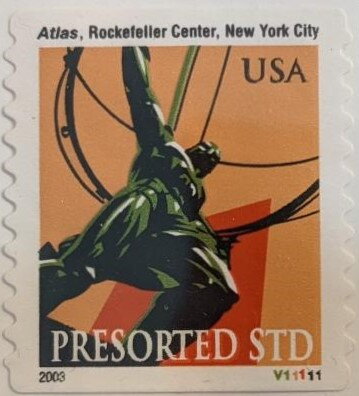 Atlas, Rockefeller Center, New York City
USA
PRESORTED STD
2003 V11111